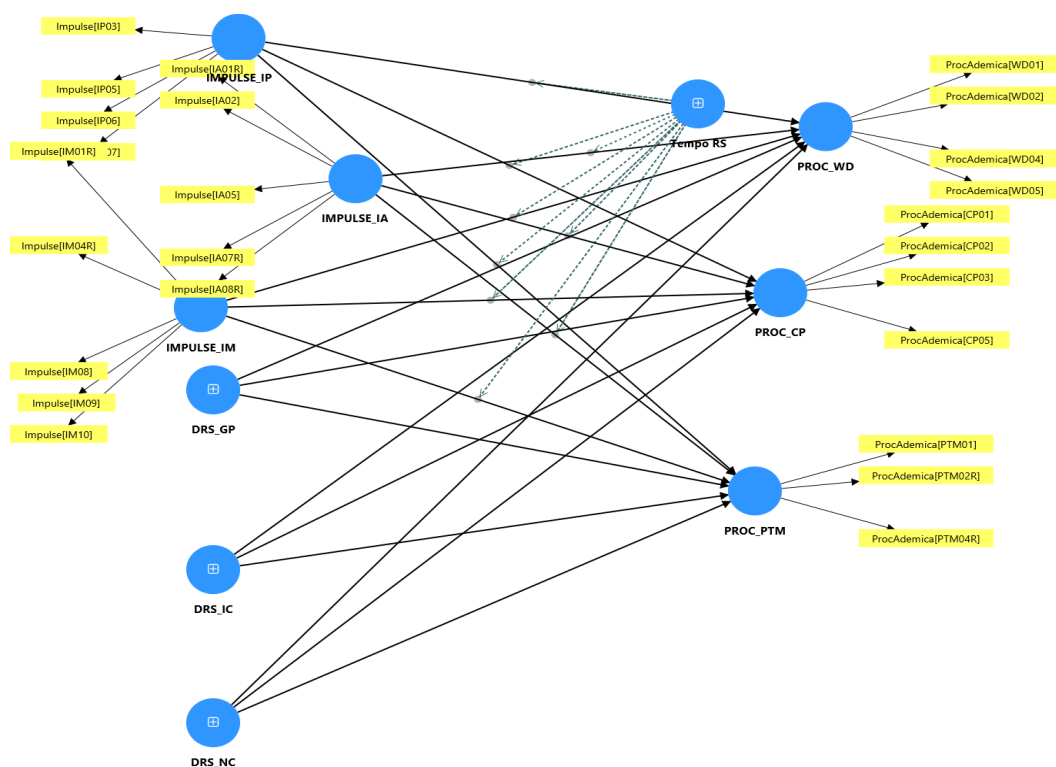 Impulse[IP03]
IMPULSE_IP
Impulse[IA01R]
Impulse[IP05]
Impulse[IA02]
Impulse[IP06]
Impulse[IM01R]
07]
Impulse[IA05]
IMPULSE_IA
Impulse[IM04R]
Impulse[IA07R]
Impulse[IA08R]
IMPULSE_IM
Impulse[IM08]
Impulse[IM09]
Impulse[IM10]
DRS_GP
DRS_IC
DRS_NC
Tempo RS
PROC_WD
ProcAdemica[WD01]
ProcAdemica[WD02]
ProcAdemica[WD04]
ProcAdemica[WD05]
ProcAdemica[CP01]
ProcAdemica[CP02]
ProcAdemica[CP03]
PROC_CP
ProcAdemica[CP05]
ProcAdemica[PTM01]
ProcAdemica[PTM02R]
PROC_PTM
ProcAdemica[PTM04R]